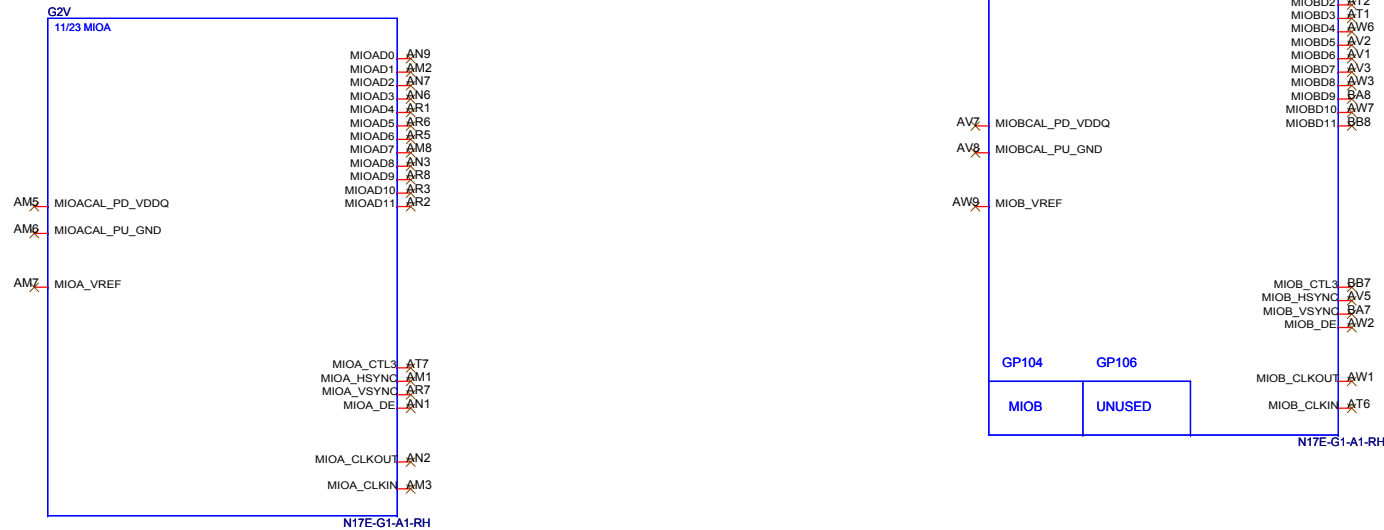 G2V
11/23 MIOA
MIOAD0 AN9
MIOAD1 AM2
MIOAD2 AN7
MIOAD3 AN6
MIOAD4 AR1
MIOAD5 AR6
MIOAD6 AR5
MIOAD7 AM8
MIOAD8 AN3
MIOAD9 AR8
MIOAD10 AR3
MIOAD11 AR2
AM5 MIOACAL_PD_VDDQ
AM6 MIOACAL_PU_GND
AM7 MIOA_VREF
MIOA_CTL3 AT7
MIOA_HSYNC AM1
MIOA_VSYNC AR7
MIOA_DE AN1
MIOA_CLKOUT AN2
MIOA_CLKIN AM3
N17E-G1-A1-RH
MIOBD2 AT2
MIOBD3 AT1
MIOBD4 AW6
MIOBD5 AV2
MIOBD6 AV1
MIOBD7 AV3
MIOBD8 AW3
MIOBD9 BA8
MIOBD10 AW7
MIOBD11 BB8
AV7 MIOBCAL_PD_VDDQ
AV8 MIOBCAL_PU_GND
AW9 MIOB_VREF
MIOB_CTL3 BB7
MIOB_HSYNC AV5
MIOB_VSYNC BA7
MIOB_DE AW2
MIOB_CLKOUT AW1
MIOB_CLKIN AT6
GP104 GP106
MIOB UNUSED
N17E-G1-A1-RH